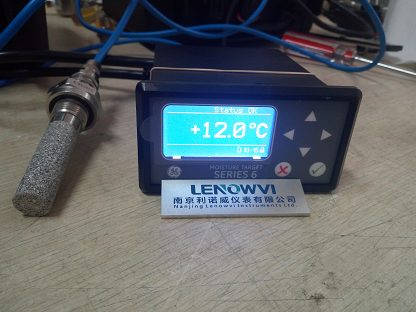 Status OK
+12.0°C
MOISTURE TARGET
SERIES 6
LENOWVI
南京利诺威仪表有限公司
Nanjing Lenowvi Instruments Ltd.